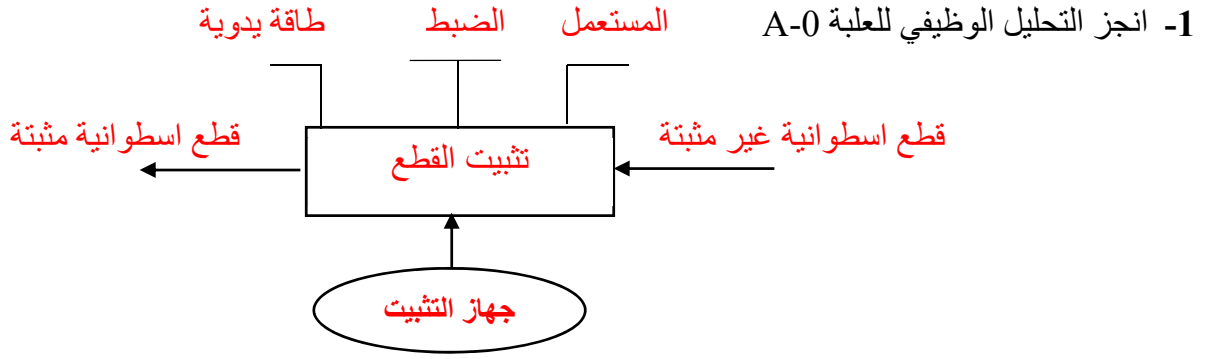 1- انجز التحليل الوظيفي للعلبة A-0
المستعمل الضبط طاقة يدوية
قطع اسطوانية غير مثبتة
تثبيت القطع
قطع اسطوانية مثبتة
جهاز التثبيت